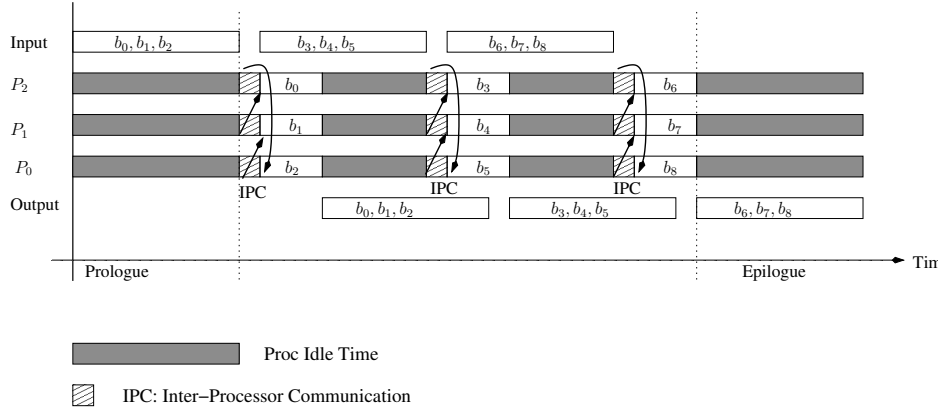 Input b0, b1, b2 b3, b4, b5 b6, b7, b8
P2 b0 b3 b6
P1 b1 b4 b7
P0 b2 b5 b8
IPC IPC IPC
Output b0, b1, b2 b3, b4, b5 b6, b7, b8
Prologue Epilogue Tim
Proc Idle Time
IPC: Inter−Processor Communication